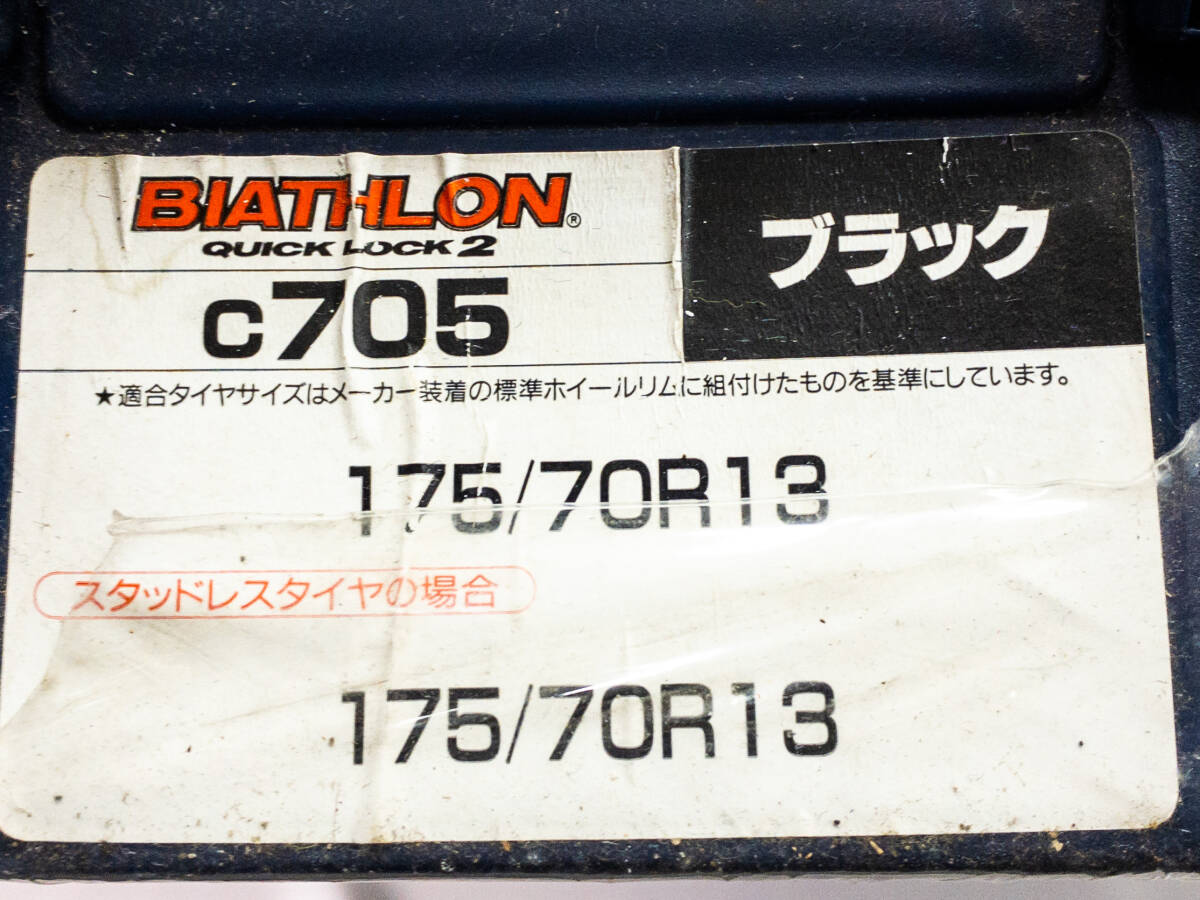 BIATHLON®
QUICK LOCK 2
ブラック
C705
★適合タイヤサイズはメーカー装着の標準ホイールリムに組付けたものを基準にしています。
175/70R13
スタッドレスタイヤの場合
175/70R13